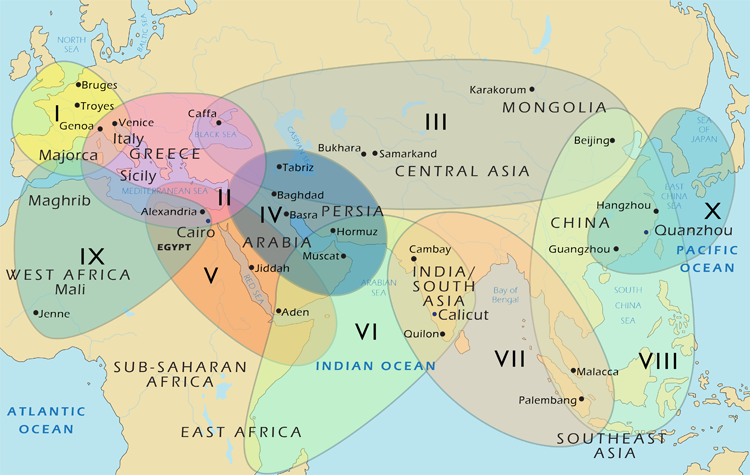 NORTH
SEA
BALTIC SEA
Bruges
I
Troyes
Genoa
Venice
Italy
Majorca
GREECE
Sicily
MEDITERRANEAN SEA
Caffa
BLACK SEA
Karakorum
MONGOLIA
III
Bukhara
Samarkand
CENTRAL ASIA
Beijing
SEA
OF
JAPAN
EAST
CHINA
SEA
X
Hangzhou
CHINA
Quanzhou
Guangzhou
PACIFIC
OCEAN
CASPIAN SEA
Tabriz
Baghdad
II
IV
Basra
PERSIA
ARABIA
Hormuz
Muscat
Maghrib
Alexandria
Cairo
EGYPT
IX
WEST AFRICA
Mali
Jenne
V
Jiddah
RED SEA
Aden
ARABIAN
SEA
Cambay
INDIA/
SOUTH
ASIA
Calicut
Quilon
Bay of
Bengal
SOUTH
CHINA
SEA
VI
VII
VIII
INDIAN OCEAN
SUB-SAHARAN
AFRICA
Malacca
Palembang
ATLANTIC
OCEAN
EAST AFRICA
SOUTHEAST
ASIA